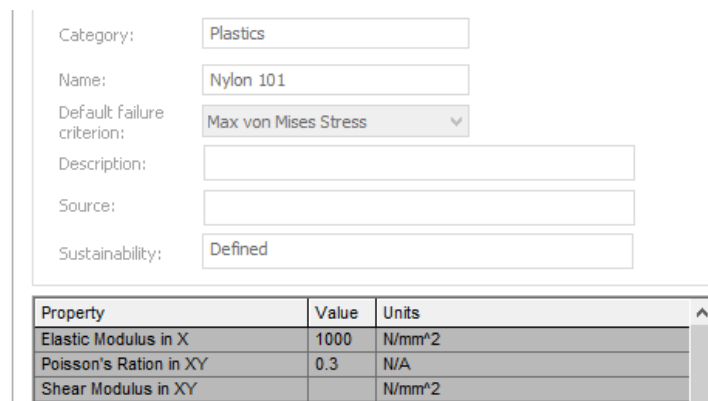 Category: Plastics
Name: Nylon 101
Default failure
criterion: Max von Mises Stress
Description:
Source:
Sustainability: Defined
Property Value Units
Elastic Modulus in X 1000 N/mm^2
Poisson's Ration in XY 0.3 N/A
Shear Modulus in XY N/mm^2